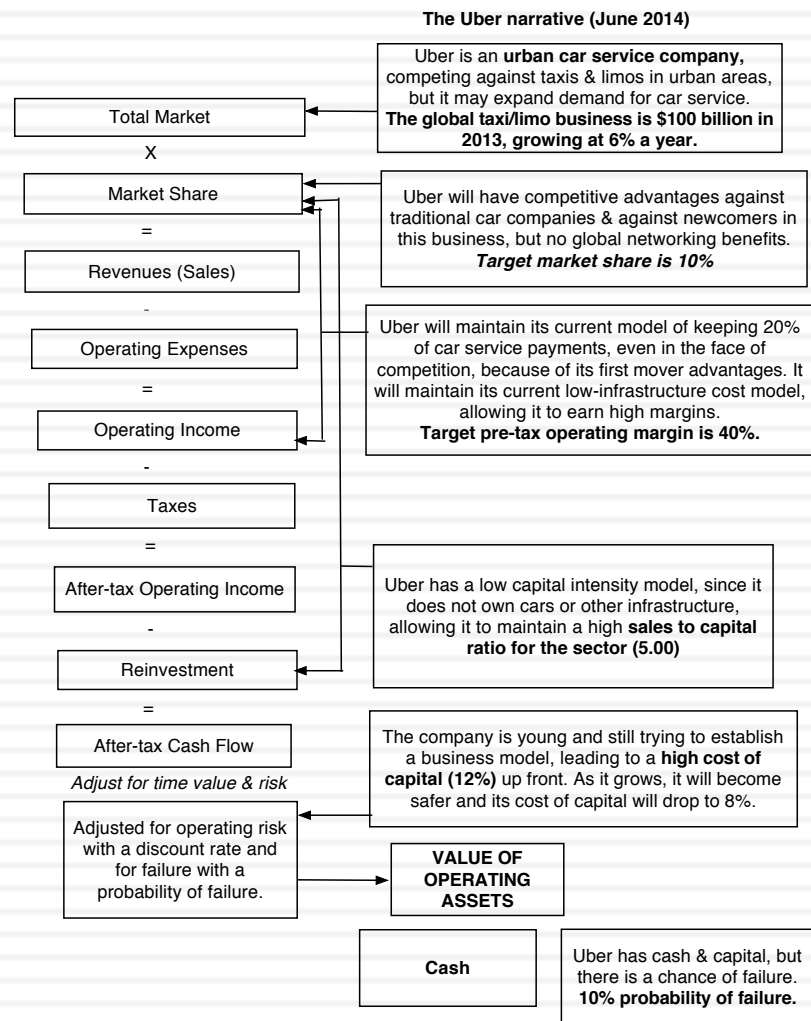 The Uber narrative (June 2014)
Uber is an urban car service company,
competing against taxis & limos in urban areas,
but it may expand demand for car service.
The global taxi/limo business is $100 billion in
2013, growing at 6% a year.
Total Market
X
Market Share
Uber will have competitive advantages against
traditional car companies & against newcomers in
this business, but no global networking benefits.
Target market share is 10%
=
Revenues (Sales)
-
Operating Expenses
Uber will maintain its current model of keeping 20%
of car service payments, even in the face of
competition, because of its first mover advantages. It
will maintain its current low-infrastructure cost model,
allowing it to earn high margins.
Target pre-tax operating margin is 40%.
=
Operating Income
-
Taxes
=
After-tax Operating Income
Uber has a low capital intensity model, since it
does not own cars or other infrastructure,
allowing it to maintain a high sales to capital
ratio for the sector (5.00)
-
Reinvestment
=
After-tax Cash Flow
The company is young and still trying to establish
a business model, leading to a high cost of
capital (12%) up front. As it grows, it will become
safer and its cost of capital will drop to 8%.
Adjust for time value & risk
Adjusted for operating risk
with a discount rate and
for failure with a
probability of failure.
VALUE OF
OPERATING
ASSETS
Cash
Uber has cash & capital, but
there is a chance of failure.
10% probability of failure.